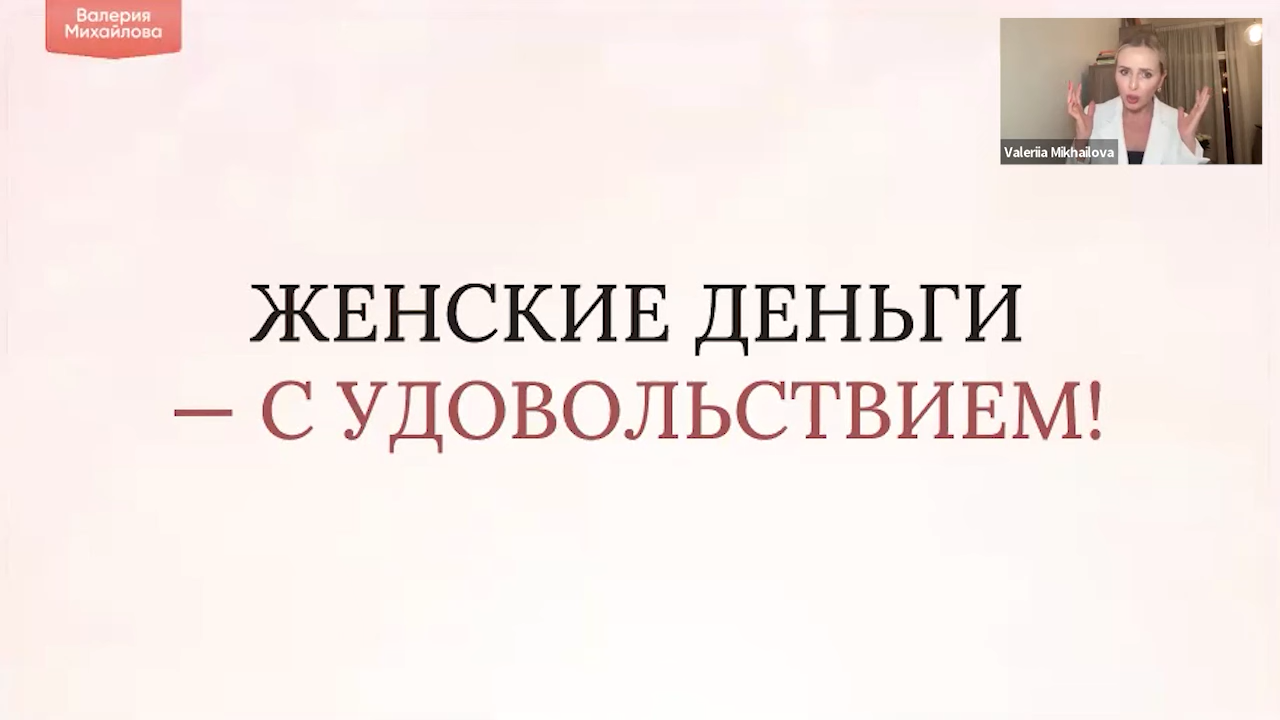 Валерия
Михайлова
Valeriia Mikhailova
ЖЕНСКИЕ ДЕНЬГИ
— С УДОВОЛЬСТВИЕМ!